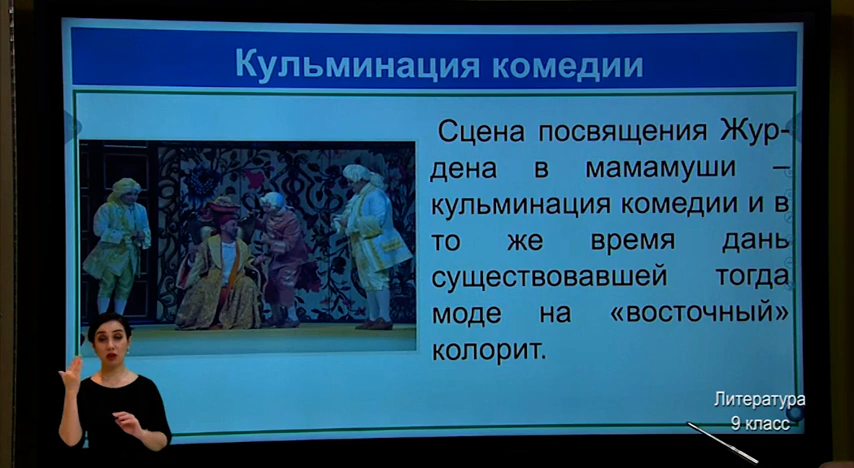 Кульминация комедии
Сцена посвящения Жур-
дена в мамамуши –
кульминация комедии и в
то же время дань
существовавшей тогда
моде на «восточный»
колорит.
Литература
9 класс